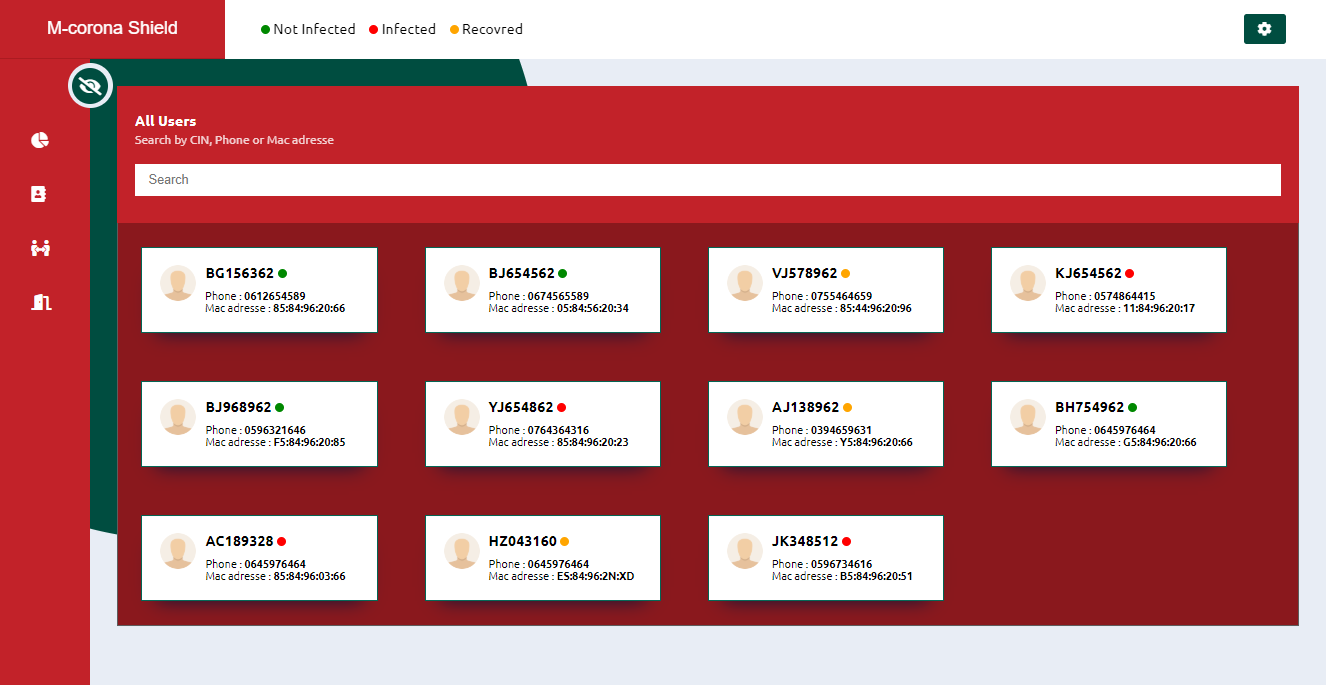 M-corona Shield
Not Infected Infected Recovred
All Users
Search by CIN, Phone or Mac adresse
Search
BG156362
Phone : 0612654589
Mac adresse : 85:84:96:20:66
BJ654562
Phone : 0674565589
Mac adresse : 05:84:56:20:34
VJ578962
Phone : 0755464659
Mac adresse : 85:44:96:20:96
KJ654562
Phone : 0574864415
Mac adresse : 11:84:96:20:17
BJ968962
Phone : 0596321646
Mac adresse : F5:84:96:20:85
YJ654862
Phone : 0764364316
Mac adresse : 85:84:96:20:23
AJ138962
Phone : 0394659631
Mac adresse : Y5:84:96:20:66
BH754962
Phone : 0645976464
Mac adresse : G5:84:96:20:66
AC189328
Phone : 0645976464
Mac adresse : 85:84:96:03:66
HZ043160
Phone : 0645976464
Mac adresse : E5:84:96:2N:XD
JK348512
Phone : 0596734616
Mac adresse : B5:84:96:20:51